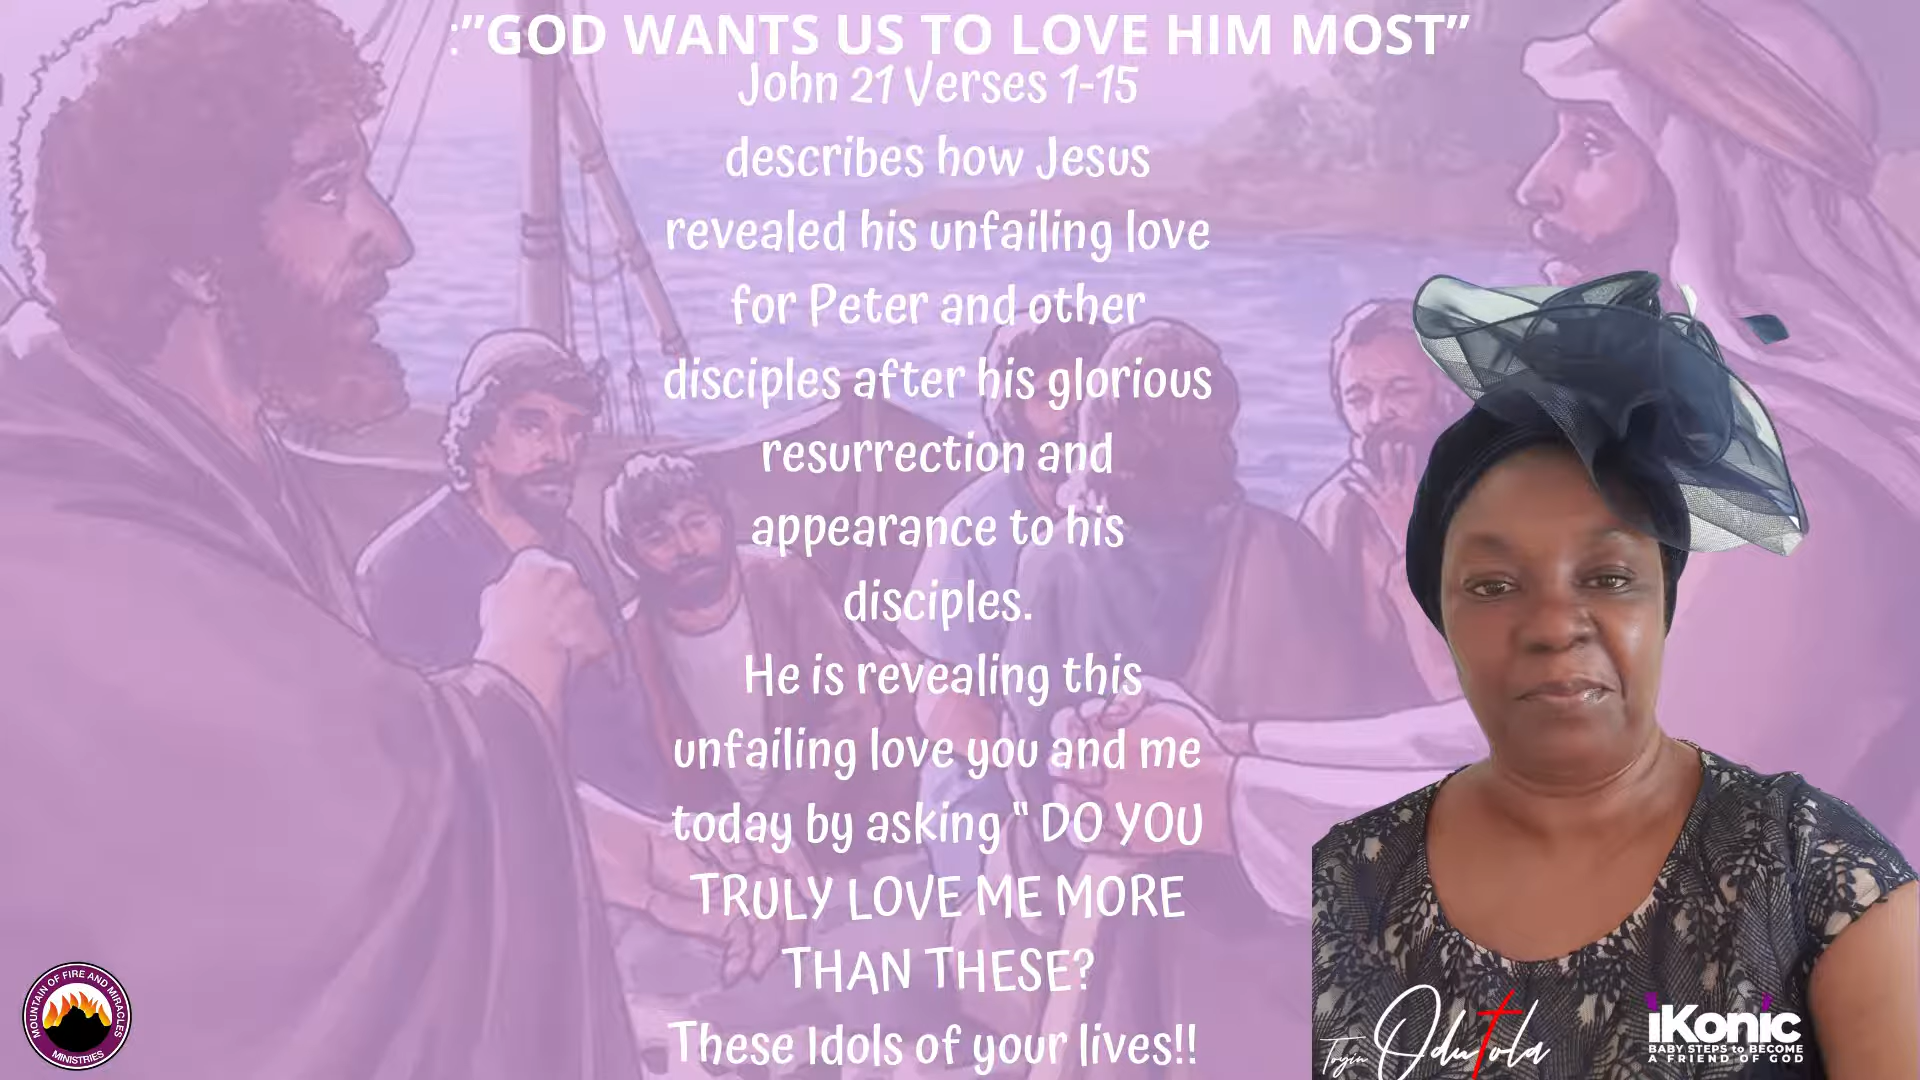 :”GOD WANTS US TO LOVE HIM MOST”
John 21 Verses 1-15
describes how Jesus
revealed his unfailing love
for Peter and other
disciples after his glorious
resurrection and
appearance to his
disciples.
He is revealing this
unfailing love you and me
today by asking “ DO YOU
TRULY LOVE ME MORE
THAN THESE?
These Idols of your lives!!
MOUNTAIN OF FIRE AND MIRACLES
MINISTRIES
Toyin Odutola
iKonic
BABY STEPS to BECOME
A FRIEND OF GOD